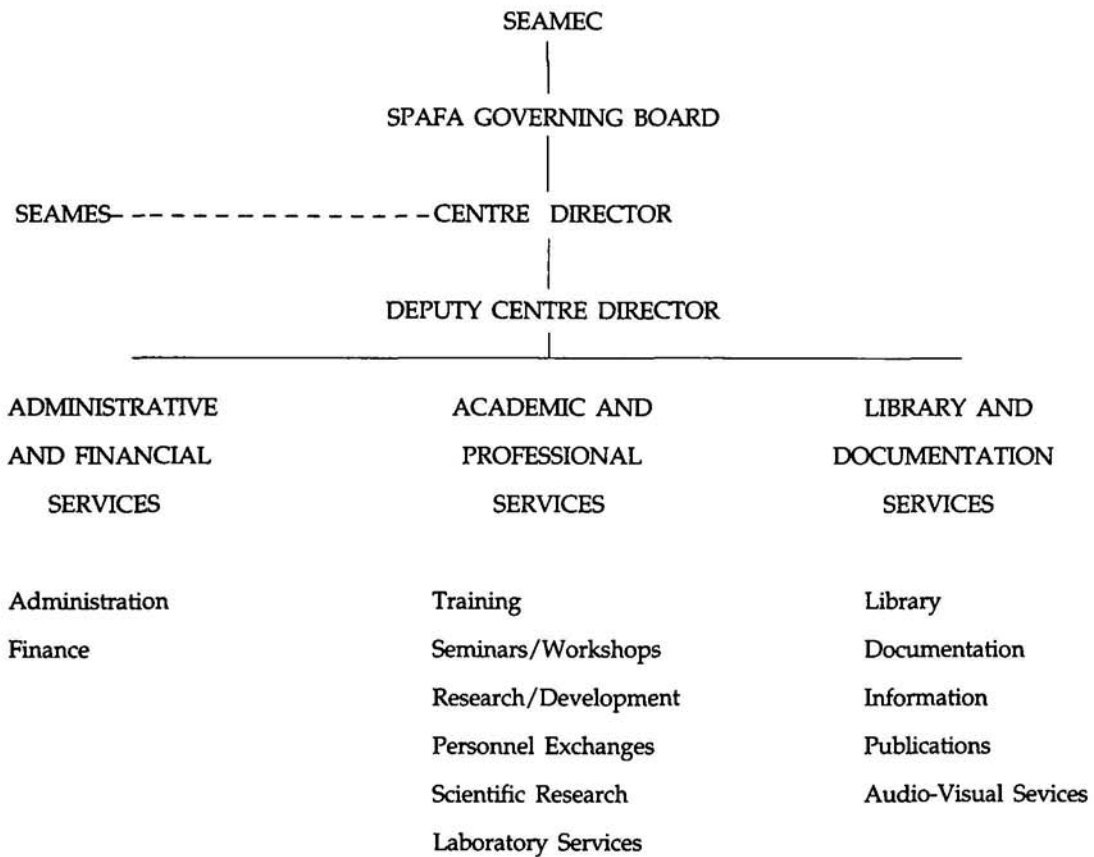 SEAMEC
SPAFA GOVERNING BOARD
SEAMES
CENTRE DIRECTOR
DEPUTY CENTRE DIRECTOR
ADMINISTRATIVE
AND FINANCIAL
SERVICES
ACADEMIC AND
PROFESSIONAL
SERVICES
LIBRARY AND
DOCUMENTATION
SERVICES
Administration
Finance
Training
Seminars/Workshops
Research/Development
Personnel Exchanges
Scientific Research
Laboratory Services
Library
Documentation
Information
Publications
Audio-Visual Sevices